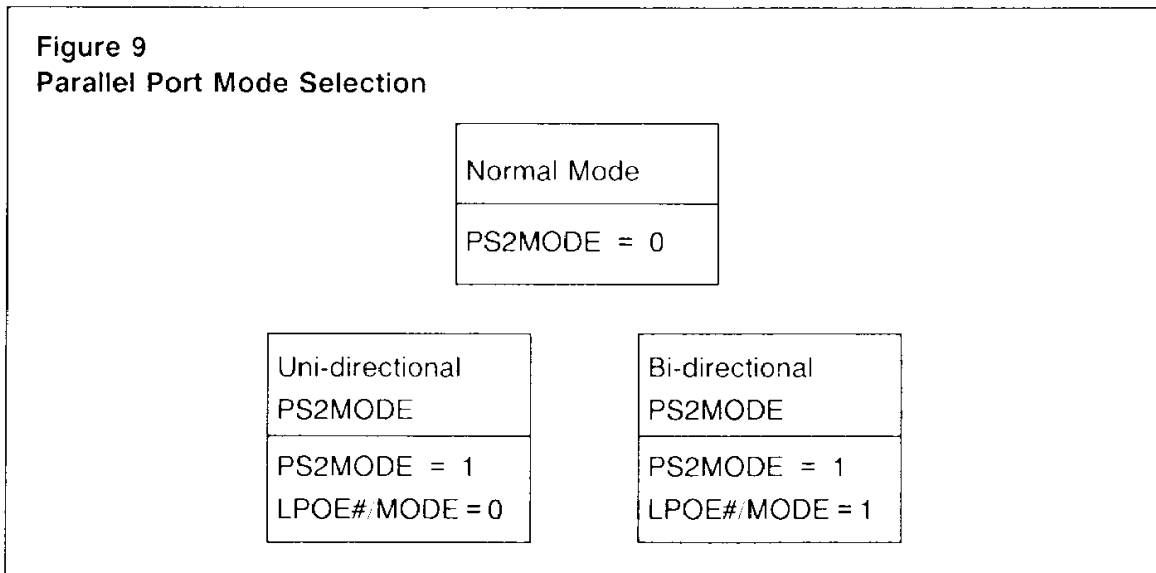 Figure 9
Parallel Port Mode Selection
Normal Mode
PS2MODE = 0
Uni-directional
PS2MODE
PS2MODE = 1
LPOE#/MODE = 0
Bi-directional
PS2MODE
PS2MODE = 1
LPOE#/MODE = 1